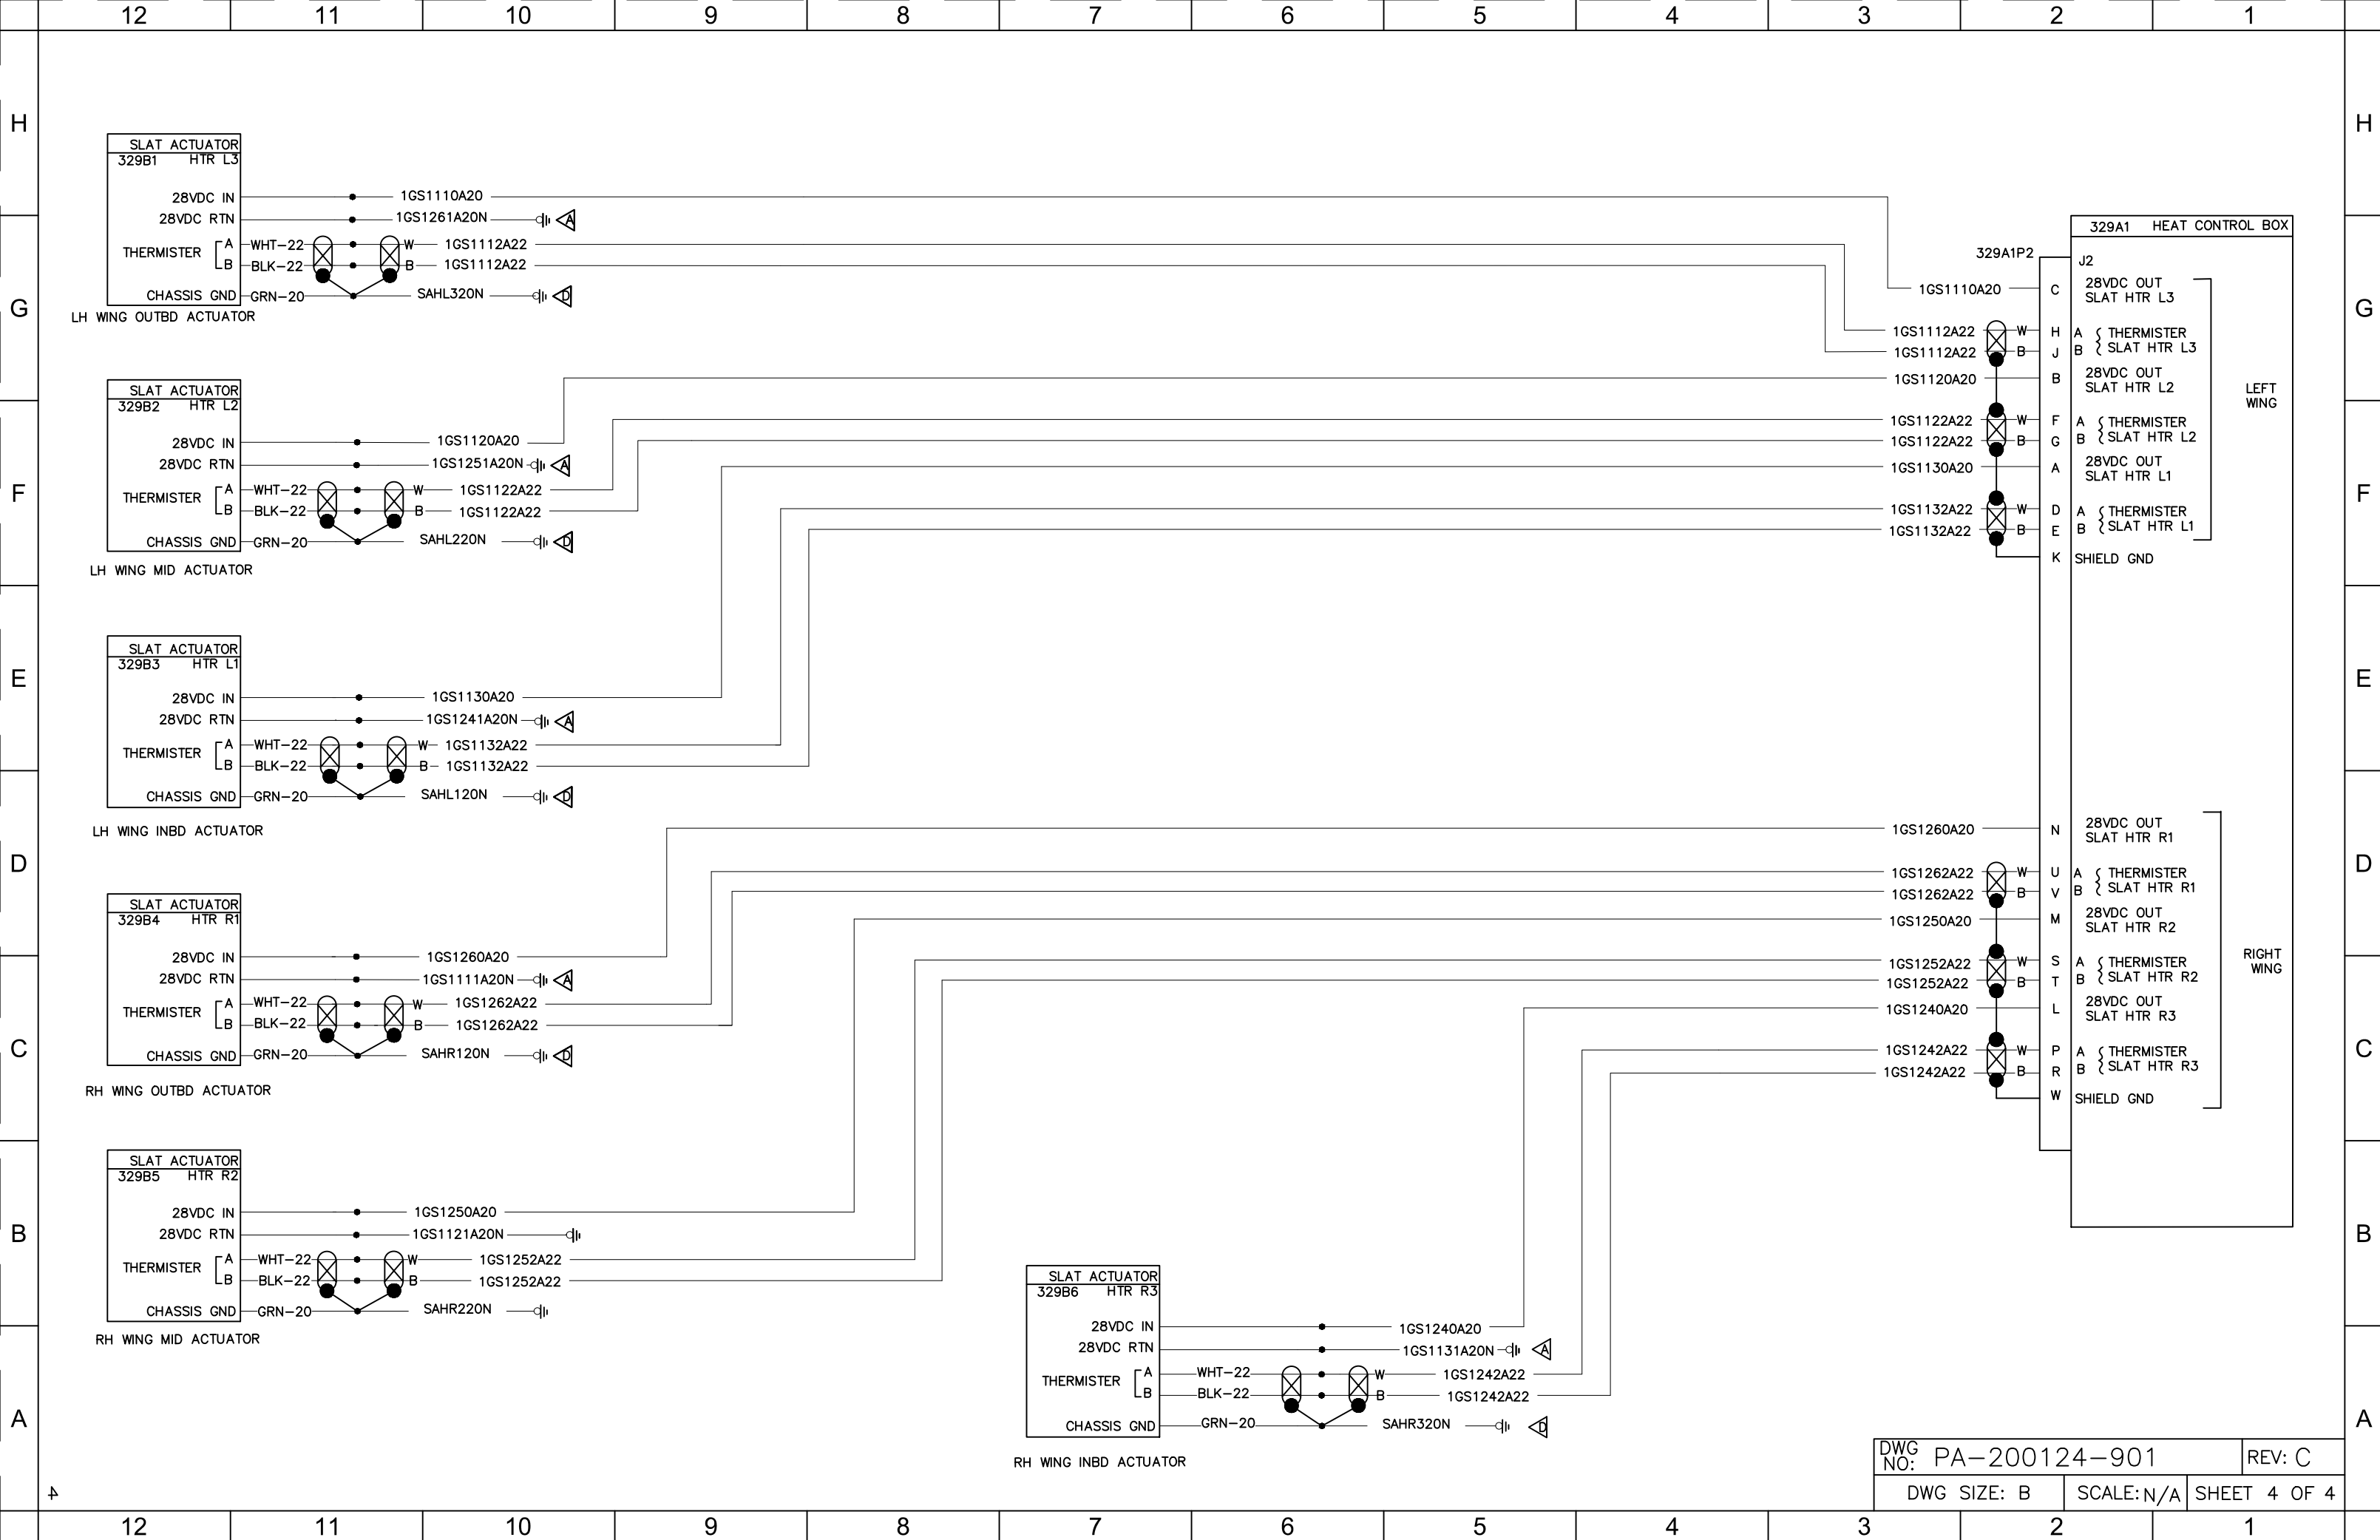 12 11 10 9 8 7 6 5 4 3 2 1
H H
G G
F F
E E
D D
C C
B B
A A
SLAT ACTUATOR
329B1 HTR L3
28VDC IN 1GS1110A20
28VDC RTN 1GS1261A20N A
THERMISTER A WHT-22 W 1GS1112A22
B BLK-22 B 1GS1112A22
CHASSIS GND GRN-20 SAHL320N D
LH WING OUTBD ACTUATOR
SLAT ACTUATOR
329B2 HTR L2
28VDC IN 1GS1120A20
28VDC RTN 1GS1251A20N A
THERMISTER A WHT-22 W 1GS1122A22
B BLK-22 B 1GS1122A22
CHASSIS GND GRN-20 SAHL220N D
LH WING MID ACTUATOR
SLAT ACTUATOR
329B3 HTR L1
28VDC IN 1GS1130A20
28VDC RTN 1GS1241A20N A
THERMISTER A WHT-22 W 1GS1132A22
B BLK-22 B 1GS1132A22
CHASSIS GND GRN-20 SAHL120N D
LH WING INBD ACTUATOR
SLAT ACTUATOR
329B4 HTR R1
28VDC IN 1GS1260A20
28VDC RTN 1GS1111A20N A
THERMISTER A WHT-22 W 1GS1262A22
B BLK-22 B 1GS1262A22
CHASSIS GND GRN-20 SAHR120N D
RH WING OUTBD ACTUATOR
SLAT ACTUATOR
329B5 HTR R2
28VDC IN 1GS1250A20
28VDC RTN 1GS1121A20N
THERMISTER A WHT-22 W 1GS1252A22
B BLK-22 B 1GS1252A22
CHASSIS GND GRN-20 SAHR220N
RH WING MID ACTUATOR
SLAT ACTUATOR
329B6 HTR R3
28VDC IN 1GS1240A20
28VDC RTN 1GS1131A20N A
THERMISTER A WHT-22 W 1GS1242A22
B BLK-22 B 1GS1242A22
CHASSIS GND GRN-20 SAHR320N D
RH WING INBD ACTUATOR
329A1 HEAT CONTROL BOX
329A1P2 J2
1GS1110A20 C 28VDC OUT
SLAT HTR L3
1GS1112A22 W H A THERMISTER
1GS1112A22 B J B SLAT HTR L3
1GS1120A20 B 28VDC OUT
SLAT HTR L2
LEFT
WING
1GS1122A22 W F A THERMISTER
1GS1122A22 B G B SLAT HTR L2
1GS1130A20 A 28VDC OUT
SLAT HTR L1
1GS1132A22 W D A THERMISTER
1GS1132A22 B E B SLAT HTR L1
K SHIELD GND
1GS1260A20 N 28VDC OUT
SLAT HTR R1
1GS1262A22 W U A THERMISTER
1GS1262A22 B V B SLAT HTR R1
1GS1250A20 M 28VDC OUT
SLAT HTR R2
RIGHT
WING
1GS1252A22 W S A THERMISTER
1GS1252A22 B T B SLAT HTR R2
1GS1240A20 L 28VDC OUT
SLAT HTR R3
1GS1242A22 W P A THERMISTER
1GS1242A22 B R B SLAT HTR R3
W SHIELD GND
DWG NO: PA-200124-901 REV: C
DWG SIZE: B SCALE: N/A SHEET 4 OF 4
4
12 11 10 9 8 7 6 5 4 3 2 1